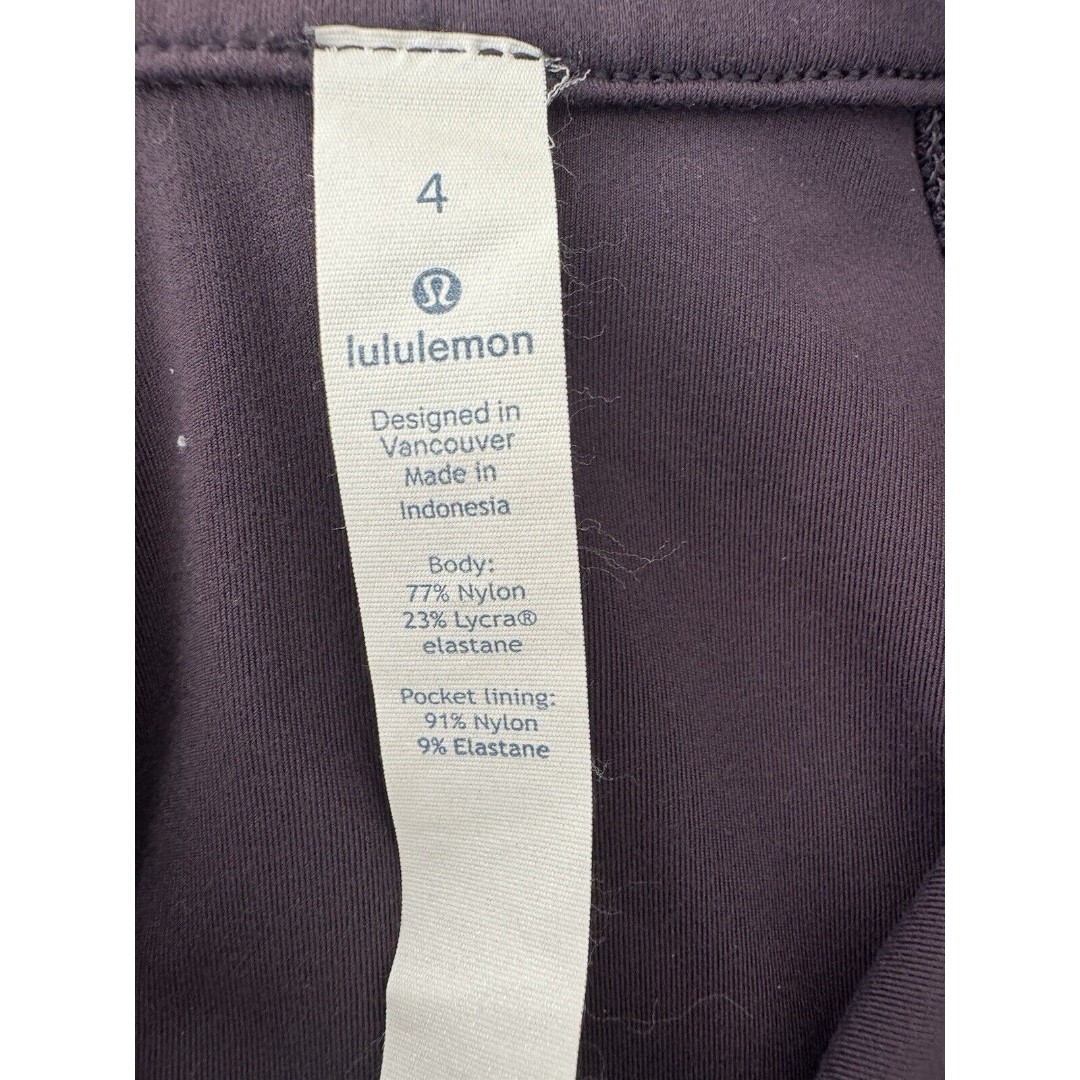 4
lululemon
Designed in
Vancouver
Made in
Indonesia
Body:
77% Nylon
23% Lycra®
elastane
Pocket lining:
91% Nylon
9% Elastane